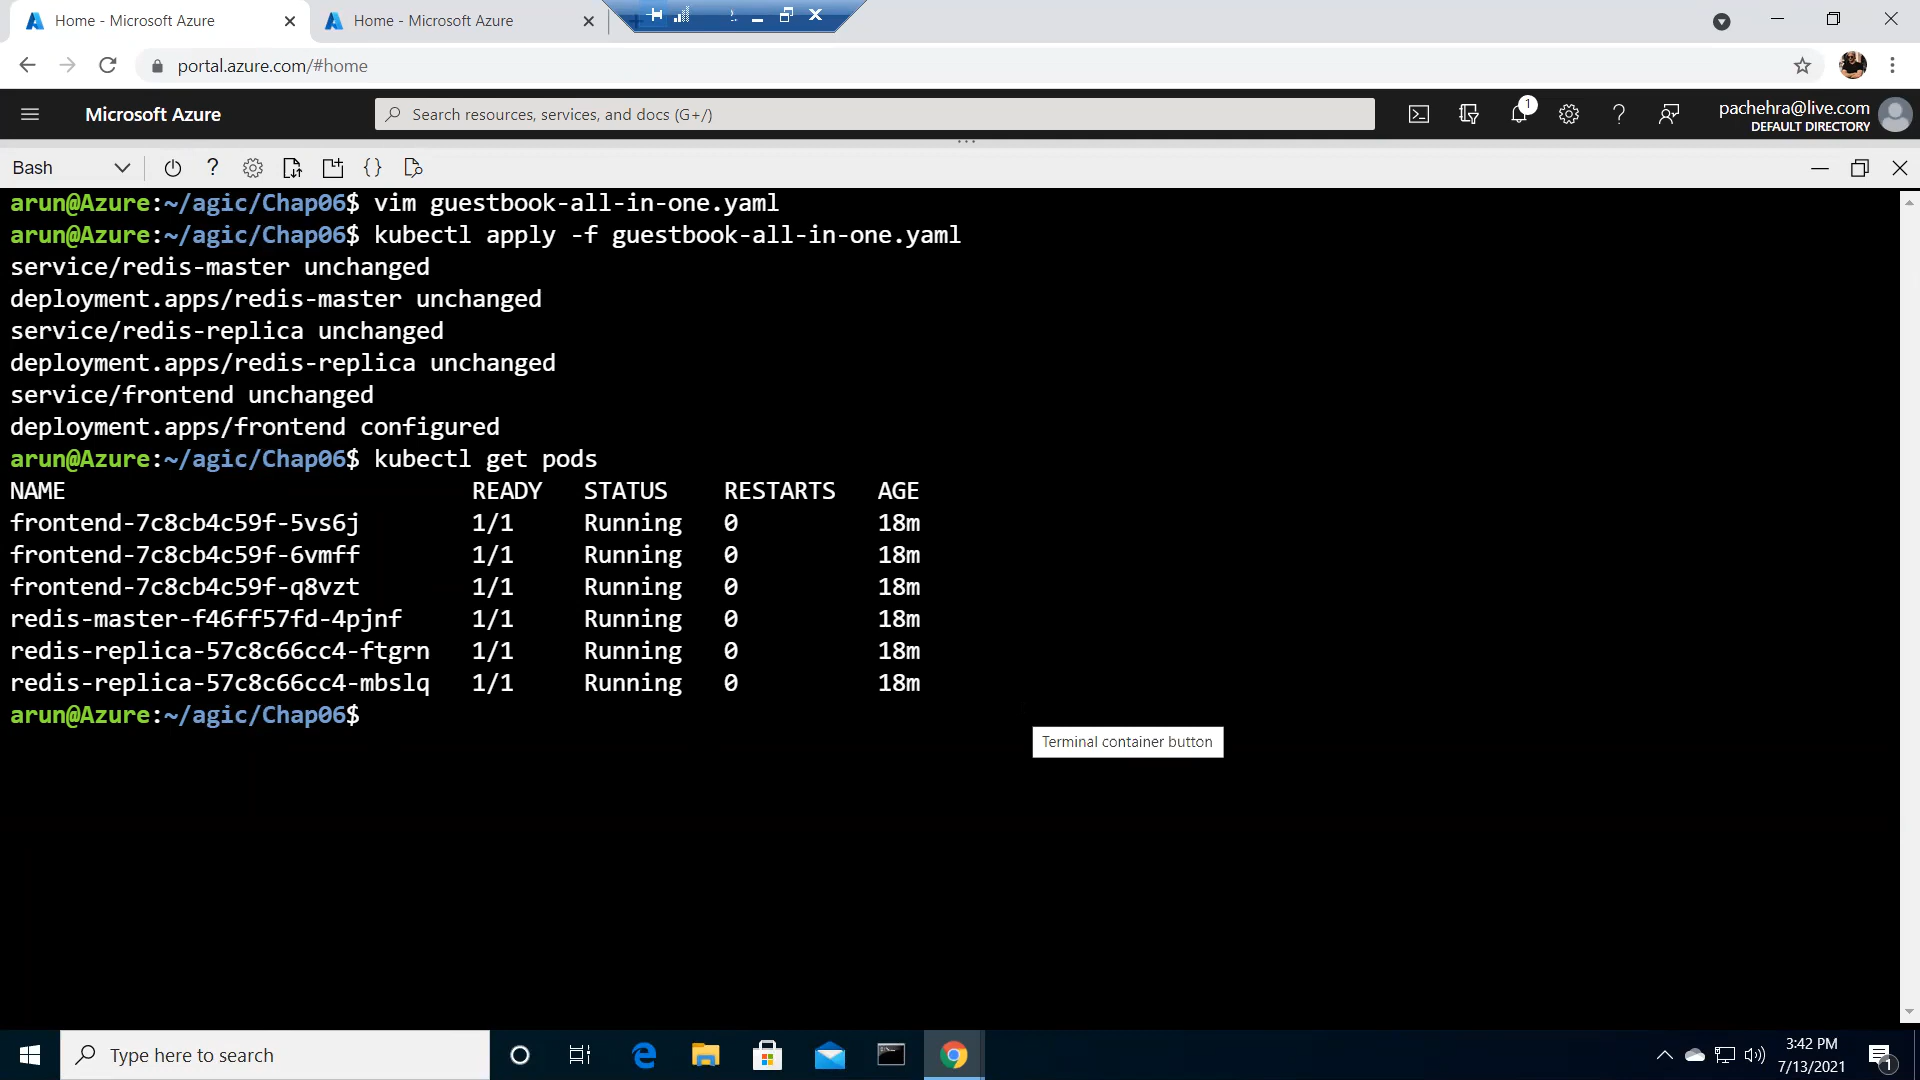 Home - Microsoft Azure
Home - Microsoft Azure
portal.azure.com/#home
Microsoft Azure
Search resources, services, and docs (G+/)
1
pachehra@live.com
DEFAULT DIRECTORY
Bash
arun@Azure:~/agic/Chap06$ vim guestbook-all-in-one.yaml
arun@Azure:~/agic/Chap06$ kubectl apply -f guestbook-all-in-one.yaml
service/redis-master unchanged
deployment.apps/redis-master unchanged
service/redis-replica unchanged
deployment.apps/redis-replica unchanged
service/frontend unchanged
deployment.apps/frontend configured
arun@Azure:~/agic/Chap06$ kubectl get pods
NAME READY STATUS RESTARTS AGE
frontend-7c8cb4c59f-5vs6j 1/1 Running 0 18m
frontend-7c8cb4c59f-6vmff 1/1 Running 0 18m
frontend-7c8cb4c59f-q8vzt 1/1 Running 0 18m
redis-master-f46ff57fd-4pjnf 1/1 Running 0 18m
redis-replica-57c8c66cc4-ftgrn 1/1 Running 0 18m
redis-replica-57c8c66cc4-mbslq 1/1 Running 0 18m
arun@Azure:~/agic/Chap06$
Terminal container button
Type here to search
3:42 PM
7/13/2021
1